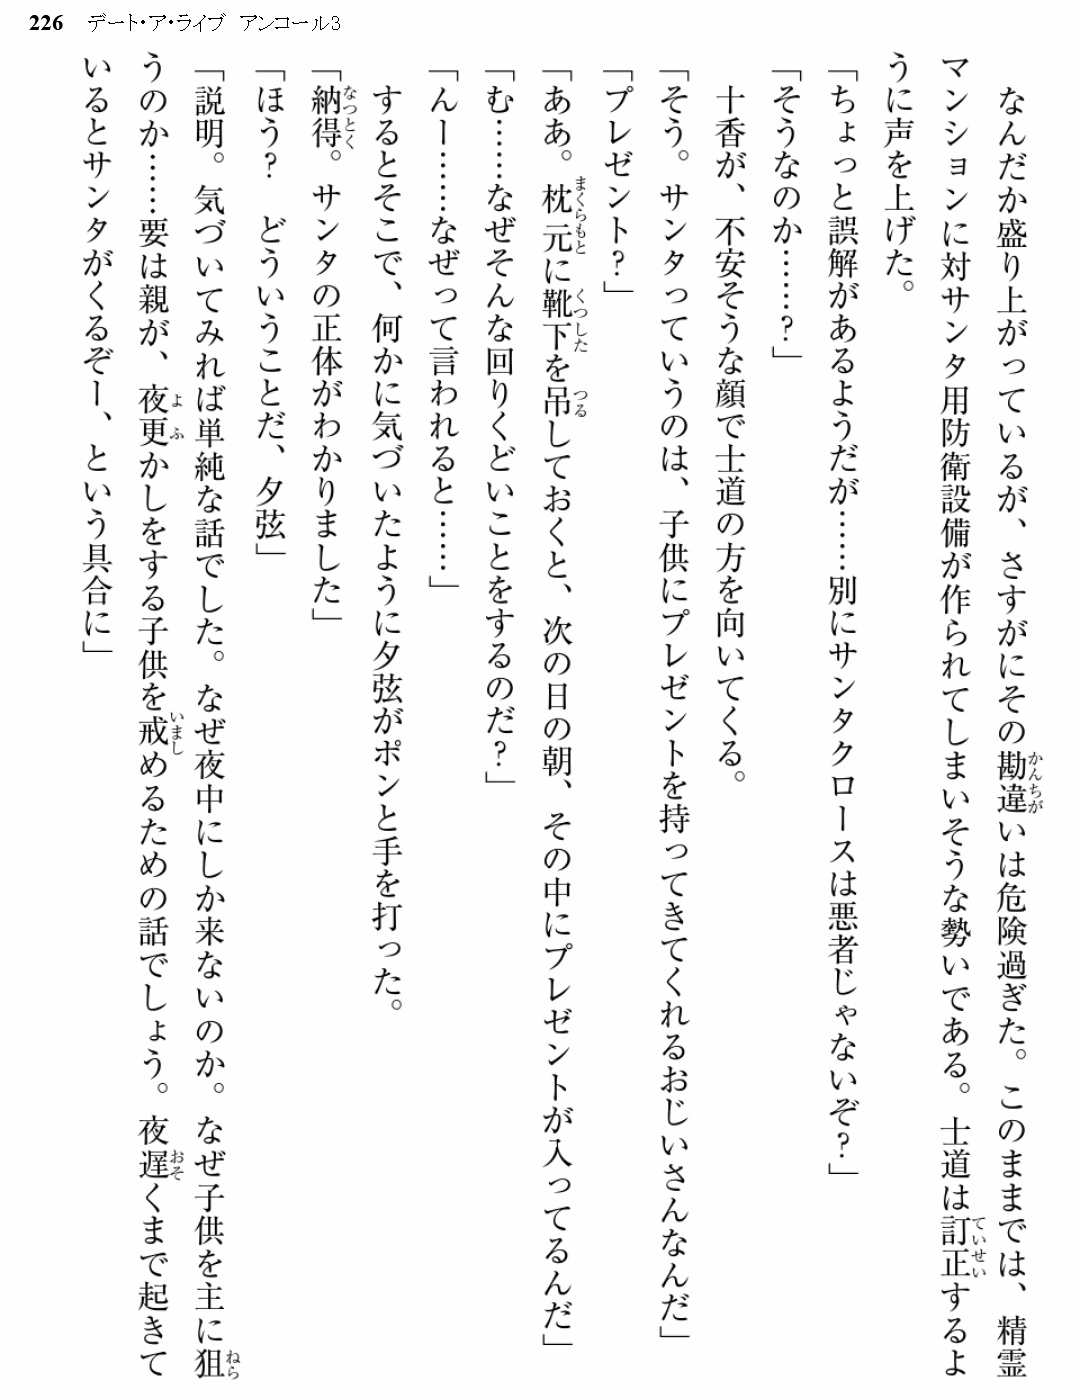 226 デート・ア・ライブ アンコール3
　なんだか盛り上がっているが、さすがにその勘違いは危険過ぎた。このままでは、精霊
マンションに対サンタ用防衛設備が作られてしまいそうな勢いである。士道は訂正するよ
うに声を上げた。
「ちょっと誤解があるようだが……別にサンタクロースは悪者じゃないぞ？」
「そうなのか……？」
　十香が、不安そうな顔で士道の方を向いてくる。
「そう。サンタっていうのは、子供にプレゼントを持ってきてくれるおじいさんなんだ」
「プレゼント？」
「ああ。枕元に靴下を吊しておくと、次の日の朝、その中にプレゼントが入ってるんだ」
「む……なぜそんな回りくどいことをするのだ？」
「んー……なぜって言われると……」
　するとそこで、何かに気づいたように夕弦がポンと手を打った。
「納得。サンタの正体がわかりました」
「ほう？　どういうことだ、夕弦」
「説明。気づいてみれば単純な話でした。なぜ夜中にしか来ないのか。なぜ子供を主に狙
うのか……要は親が、夜更かしをする子供を戒めるための話でしょう。夜遅くまで起きて
いるとサンタがくるぞー、という具合に」